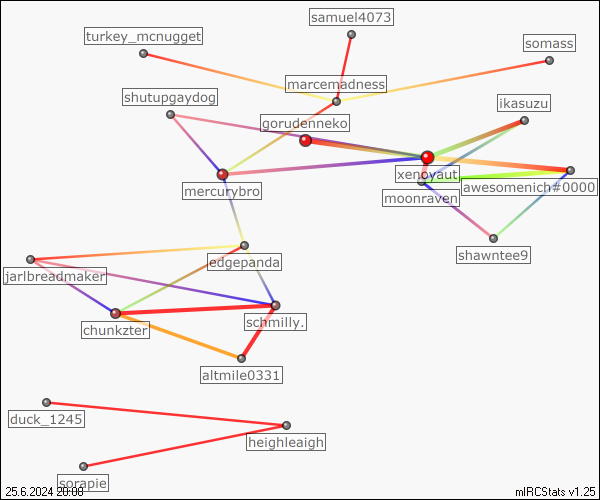 samuel4073
turkey_mcnugget
somass
marcemadness
shutupgaydog
ikasuzu
gorudenneko
xenoyaut
mercurybro
awesomenich#0000
moonraven
shawntee9
edgepanda
jarlbreadmaker
schmilly.
chunkzter
altmile0331
duck_1245
heighleaigh
sorapie
25.6.2024 20:00
mIRCStats v1.25